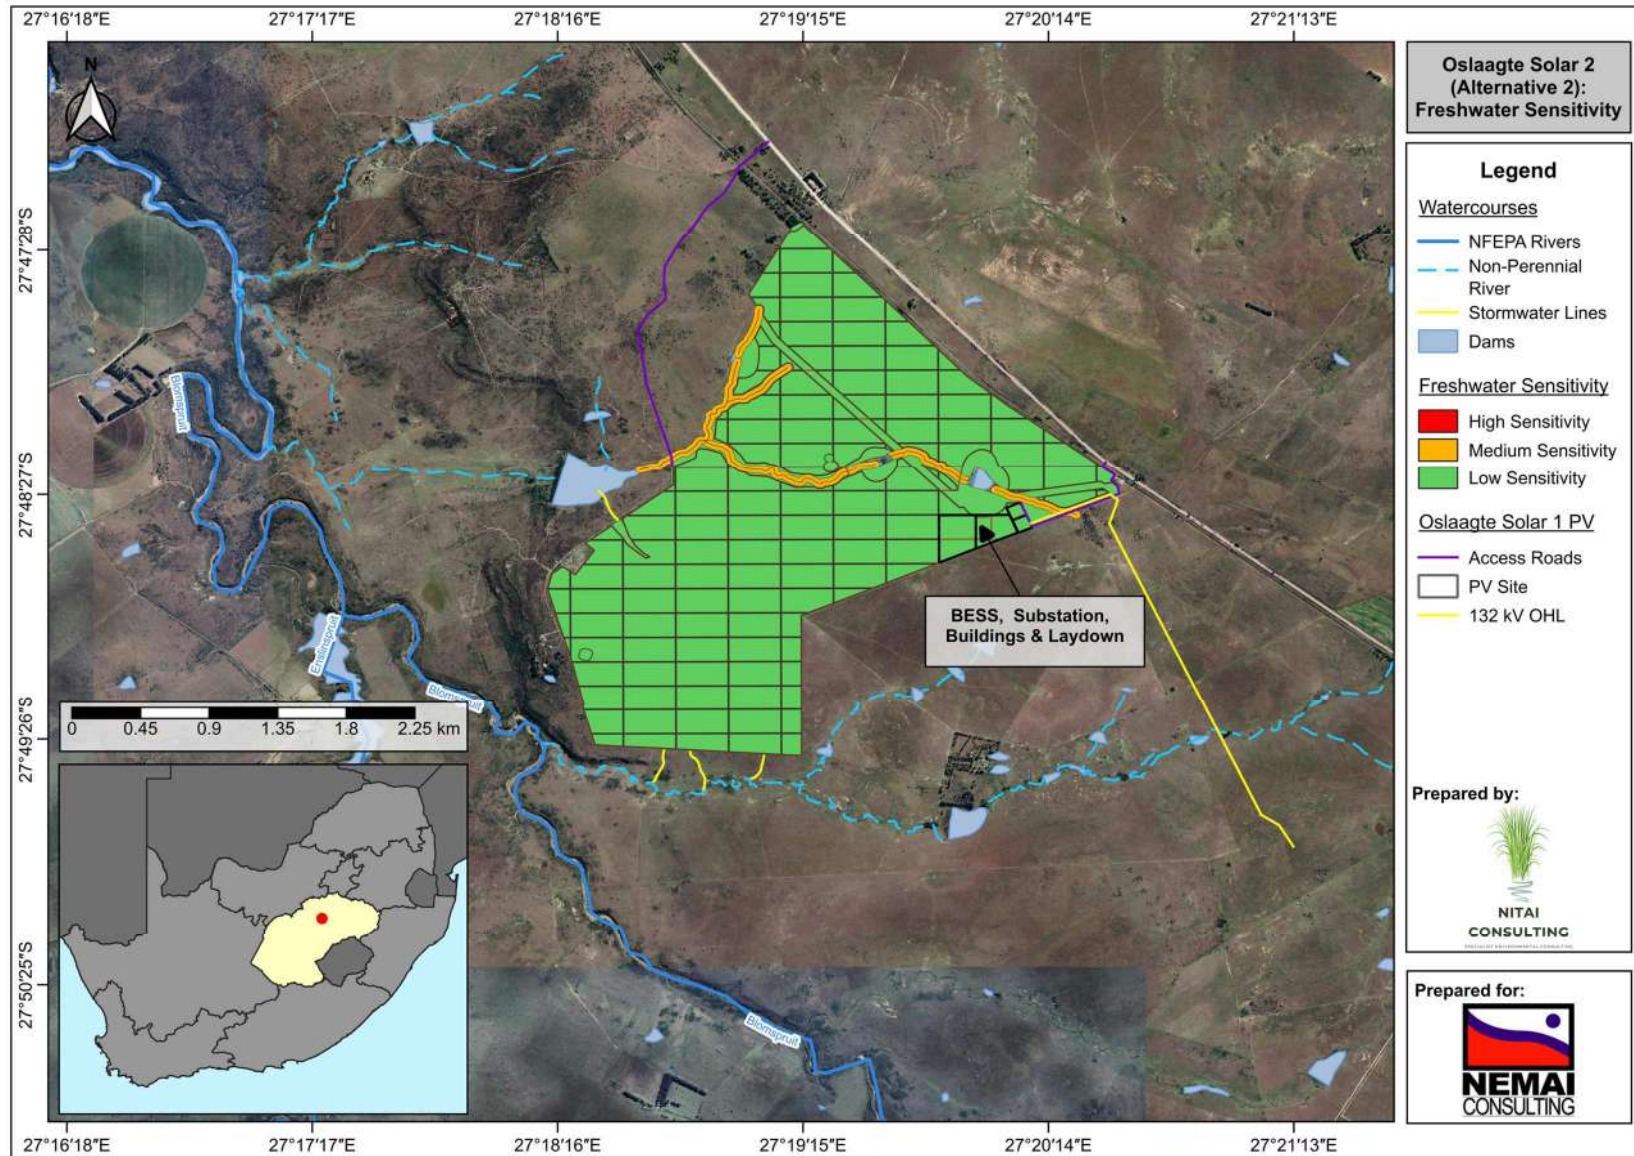 27°16′18″E 27°17′17″E 27°18′16″E 27°19′15″E 27°20′14″E 27°21′13″E
N
27°47′28″S
27°48′27″S
27°49′26″S
27°50′25″S
Blomspruit
Enslinspruit
Blomspruit
Blomspruit
BESS, Substation,
Buildings & Laydown
0 0.45 0.9 1.35 1.8 2.25 km
27°16′18″E 27°17′17″E 27°18′16″E 27°19′15″E 27°20′14″E 27°21′13″E
Oslaagte Solar 2
(Alternative 2):
Freshwater Sensitivity
Legend
Watercourses
NFEPA Rivers
Non-Perennial
River
Stormwater Lines
Dams
Freshwater Sensitivity
High Sensitivity
Medium Sensitivity
Low Sensitivity
Oslaagte Solar 1 PV
Access Roads
PV Site
132 kV OHL
Prepared by:
NITAI
CONSULTING
SPECIALIST ENVIRONMENTAL CONSULTING
Prepared for:
NEMAI
CONSULTING